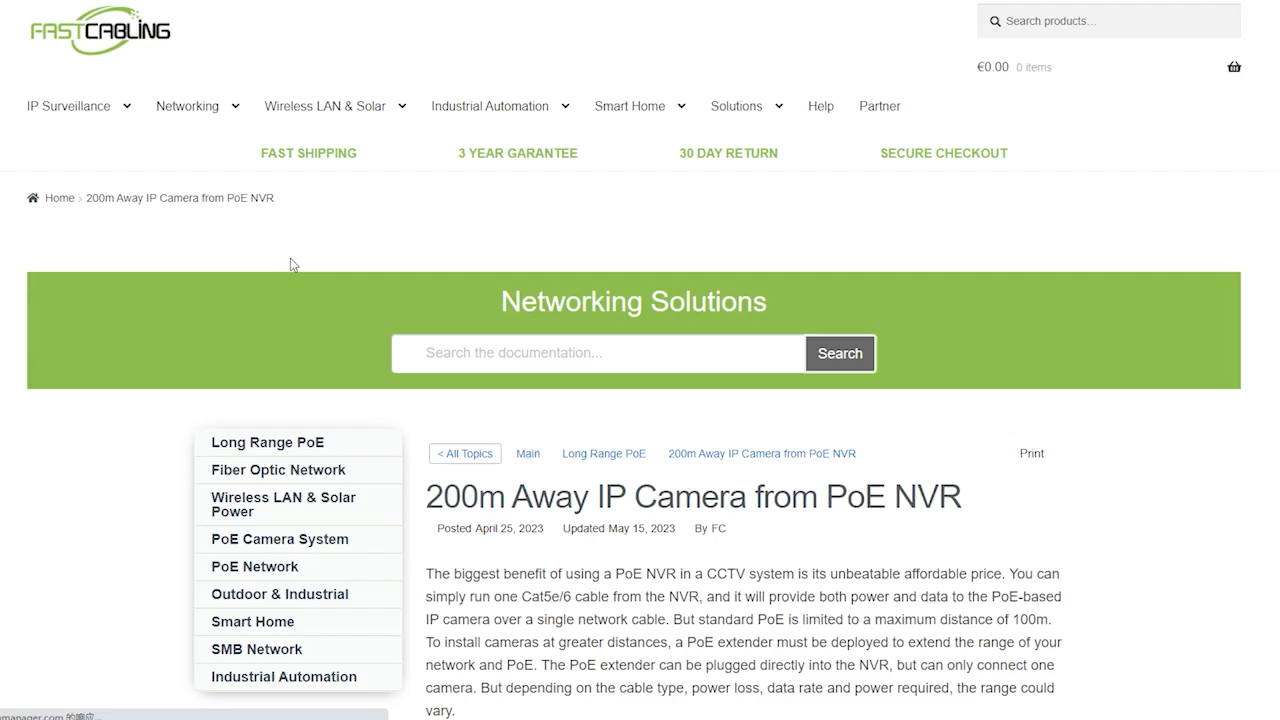 FASTCABLING
Search products…
€0.00 0 items
IP Surveillance Networking Wireless LAN & Solar Industrial Automation Smart Home Solutions Help Partner
FAST SHIPPING 3 YEAR GARANTEE 30 DAY RETURN SECURE CHECKOUT
Home › 200m Away IP Camera from PoE NVR
Networking Solutions
Search the documentation...
Search
Long Range PoE
Fiber Optic Network
Wireless LAN & Solar
Power
PoE Camera System
PoE Network
Outdoor & Industrial
Smart Home
SMB Network
Industrial Automation
< All Topics Main Long Range PoE 200m Away IP Camera from PoE NVR Print
200m Away IP Camera from PoE NVR
Posted April 25, 2023 Updated May 15, 2023 By FC
The biggest benefit of using a PoE NVR in a CCTV system is its unbeatable affordable price. You can
simply run one Cat5e/6 cable from the NVR, and it will provide both power and data to the PoE-based
IP camera over a single network cable. But standard PoE is limited to a maximum distance of 100m.
To install cameras at greater distances, a PoE extender must be deployed to extend the range of your
network and PoE. The PoE extender can be plugged directly into the NVR, but can only connect one
camera. But depending on the cable type, power loss, data rate and power required, the range could
vary.